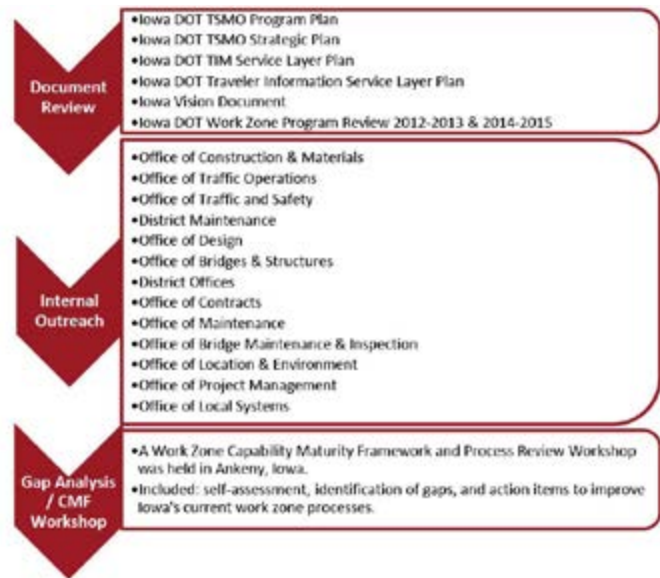 Document
Review
•Iowa DOT TSMO Program Plan
•Iowa DOT TSMO Strategic Plan
•Iowa DOT TIM Service Layer Plan
•Iowa DOT Traveler Information Service Layer Plan
•Iowa Vision Document
•Iowa DOT Work Zone Program Review 2012-2013 & 2014-2015
Internal
Outreach
•Office of Construction & Materials
•Office of Traffic Operations
•Office of Traffic and Safety
•District Maintenance
•Office of Design
•Office of Bridges & Structures
•District Offices
•Office of Contracts
•Office of Maintenance
•Office of Bridge Maintenance & Inspection
•Office of Location & Environment
•Office of Project Management
•Office of Local Systems
Gap Analysis
/ CMF
Workshop
•A Work Zone Capability Maturity Framework and Process Review Workshop
was held in Ankeny, Iowa.
•Included: self-assessment, identification of gaps, and action items to improve
Iowa's current work zone processes.